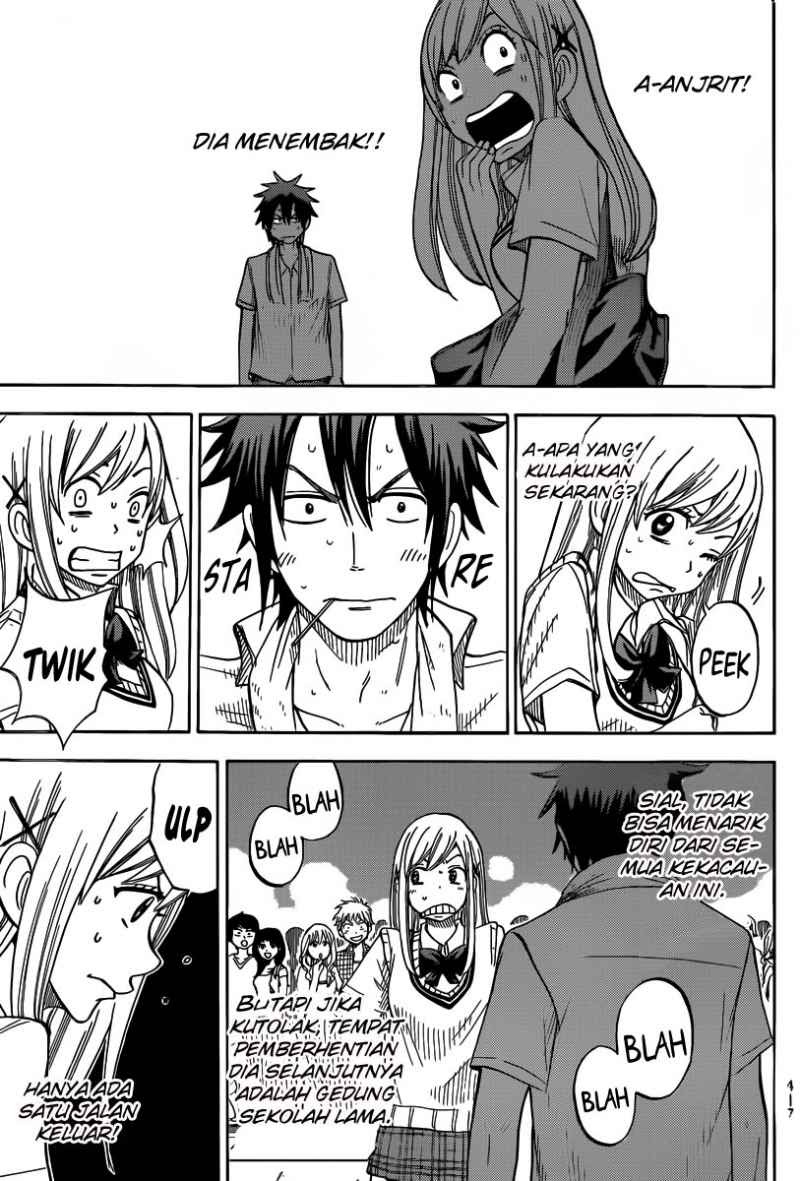 A-ANJRIT!
DIA MENEMBAK!!
A-APA YANG
KULAKUKAN
SEKARANG?
PEEK
STA
RE
TWIK
SIAL, TIDAK
BISA MENARIK
DIRI DARI SE-
MUA KEKACAU-
AN INI.
BLAH
BLAH
BLAH
BLAH
BUTAPI JIKA
KUTOLAK, TEMPAT
PEMBERHENTIAN
DIA SELANJUTNYA
ADALAH GEDUNG
SEKOLAH LAMA.
ULP
HANYA ADA
SATU JALAN
KELUAR!
417